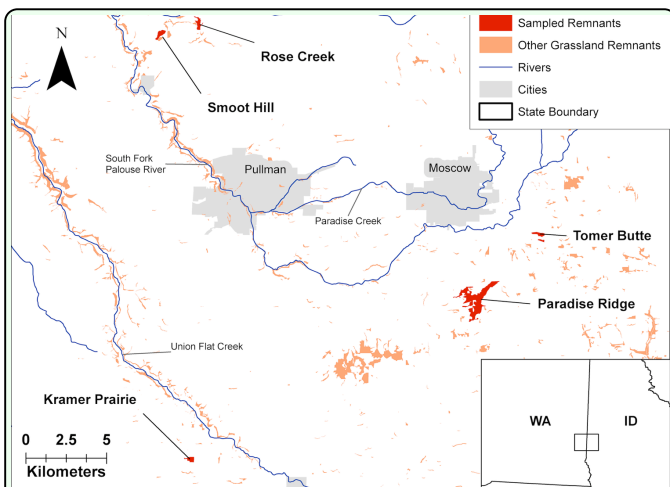 N
Rose Creek
Smoot Hill
Sampled Remnants
Other Grassland Remnants
Rivers
Cities
State Boundary
South Fork
Palouse River
Pullman
Moscow
Paradise Creek
Tomer Butte
Paradise Ridge
Union Flat Creek
Kramer Prairie
WA
ID
0 2.5 5
Kilometers